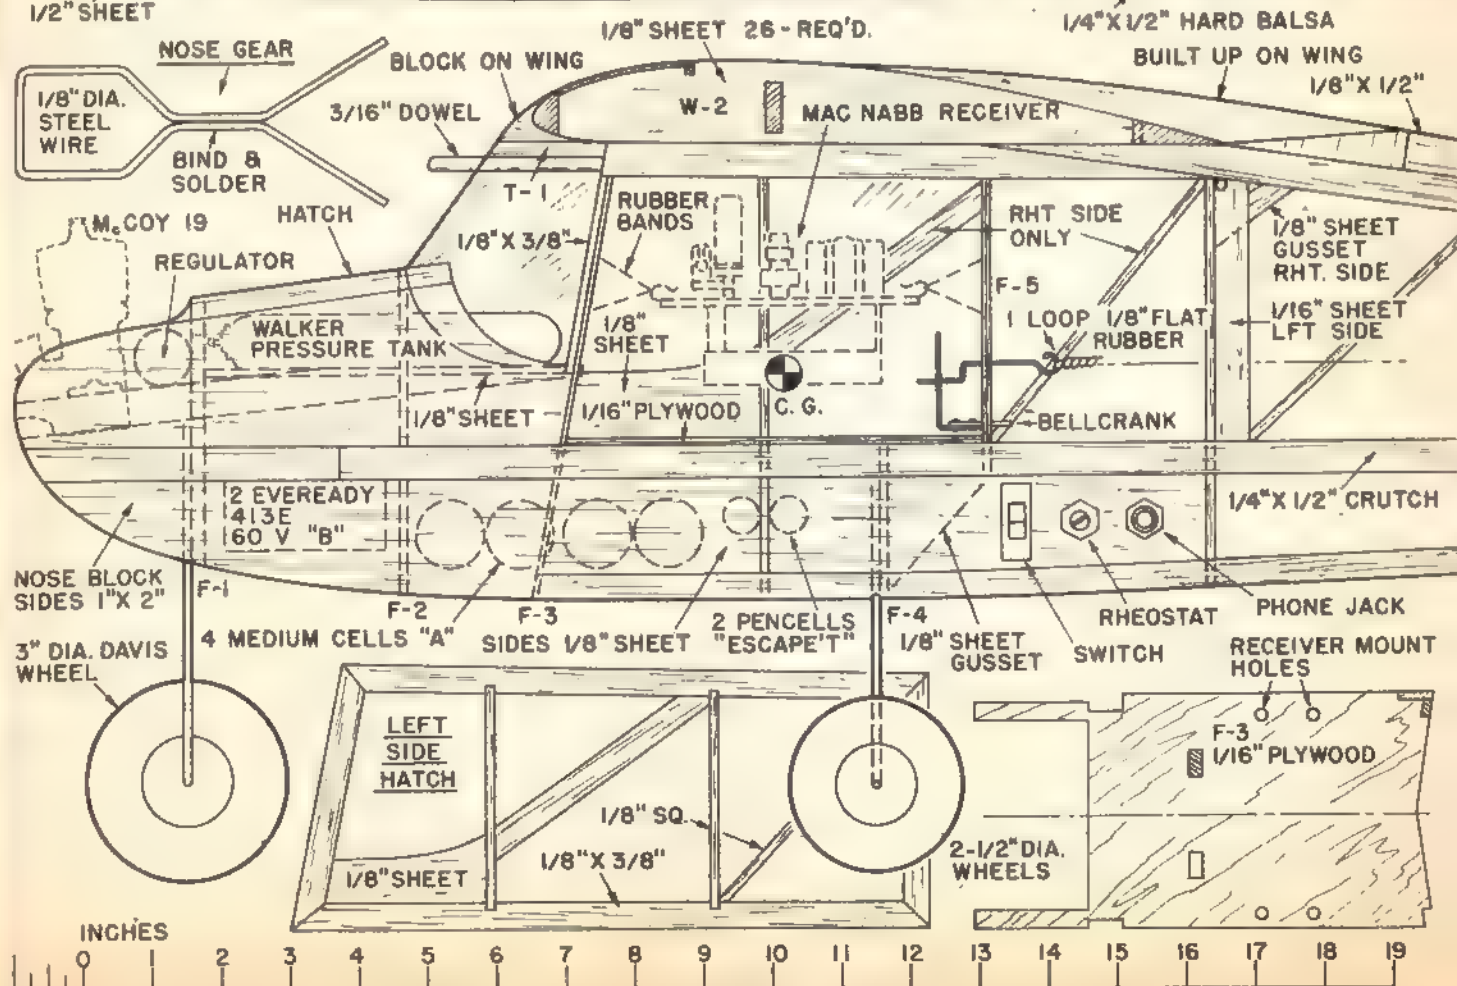 1/2" SHEET
NOSE GEAR
1/8" DIA.
STEEL
WIRE
BIND &
SOLDER
BLOCK ON WING
3/16" DOWEL
1/8" SHEET 26 - REQ'D.
W-2
MAC NABB RECEIVER
1/4" X 1/2" HARD BALSA
BUILT UP ON WING
1/8" X 1/2"
T-1
McCOY 19
HATCH
REGULATOR
1/8" X 3/8"
RUBBER
BANDS
RHT SIDE
ONLY
1/8" SHEET
GUSSET
RHT. SIDE
F-5
WALKER
PRESSURE TANK
1/8"
SHEET
1 LOOP 1/8" FLAT
RUBBER
1/16" SHEET
LFT SIDE
1/8" SHEET
1/16" PLYWOOD
C. G.
BELLCRANK
2 EVEREADY
413E
60 V "B"
1/4" X 1/2" CRUTCH
NOSE BLOCK
SIDES 1" X 2"
F-1
F-2
F-3
F-4
4 MEDIUM CELLS "A"
SIDES 1/8" SHEET
2 PENCELLS
"ESCAPE'T"
1/8" SHEET
GUSSET
SWITCH
RHEOSTAT
PHONE JACK
3" DIA. DAVIS
WHEEL
RECEIVER MOUNT
HOLES
LEFT
SIDE
HATCH
F-3
1/16" PLYWOOD
1/8" SQ.
1/8" X 3/8"
1/8" SHEET
2-1/2" DIA.
WHEELS
INCHES
0 1 2 3 4 5 6 7 8 9 10 11 12 13 14 15 16 17 18 19